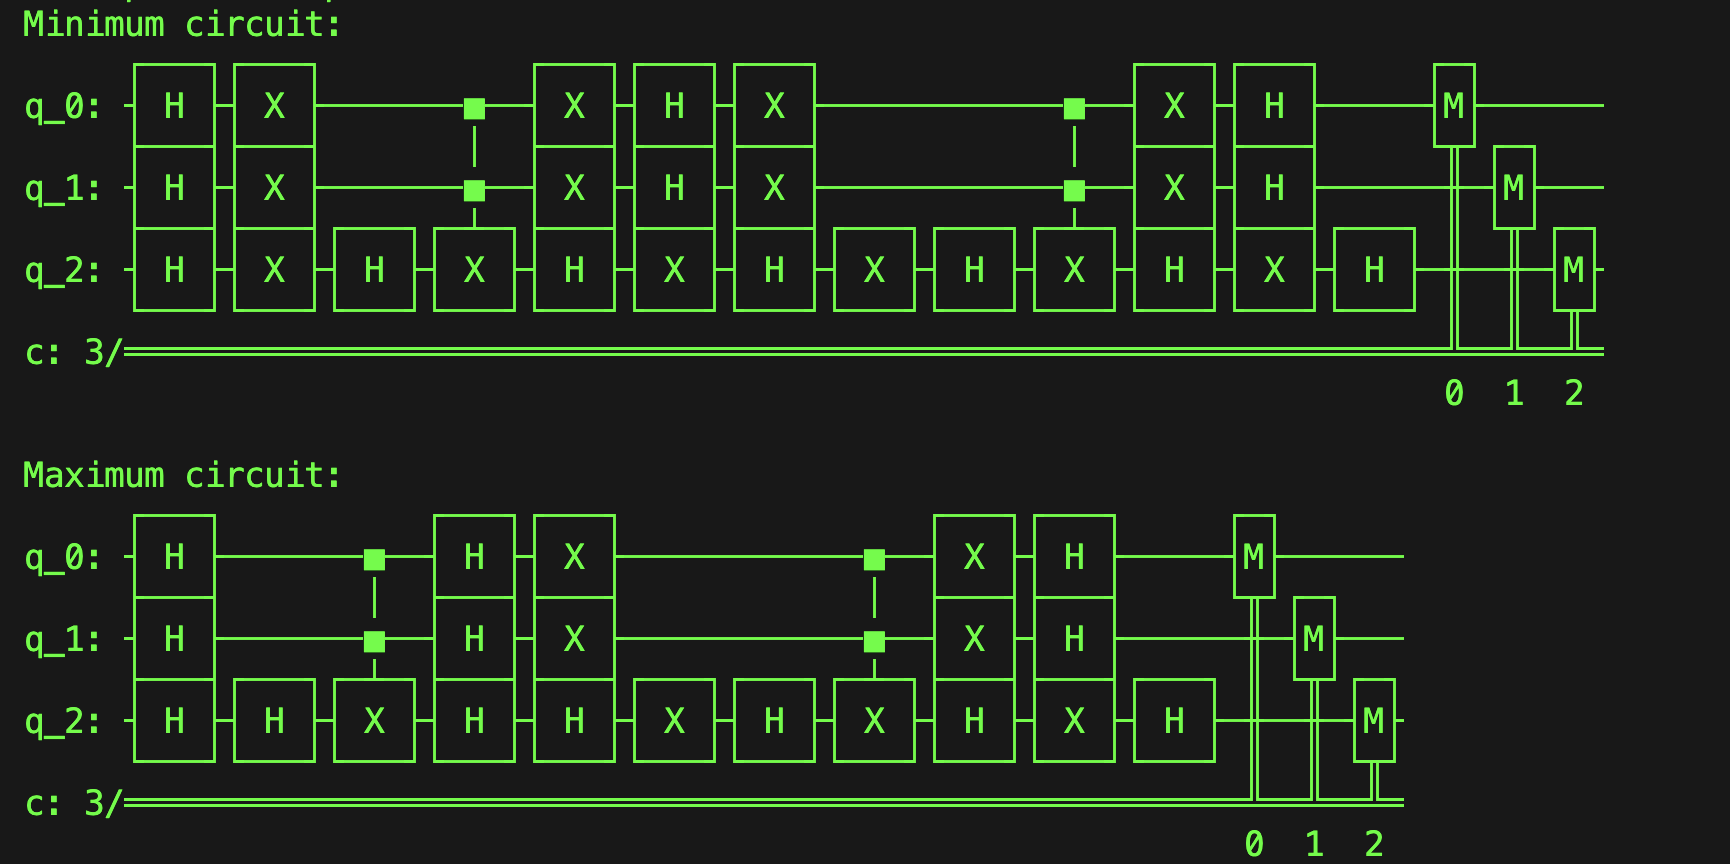 Minimum circuit:
q_0: H X X H X X H M
q_1: H X X H X X H M
q_2: H X H X H X H X H X H X H M
c: 3/
0 1 2
Maximum circuit:
q_0: H H X X H M
q_1: H H X X H M
q_2: H H X H H X H X H X H M
c: 3/
0 1 2